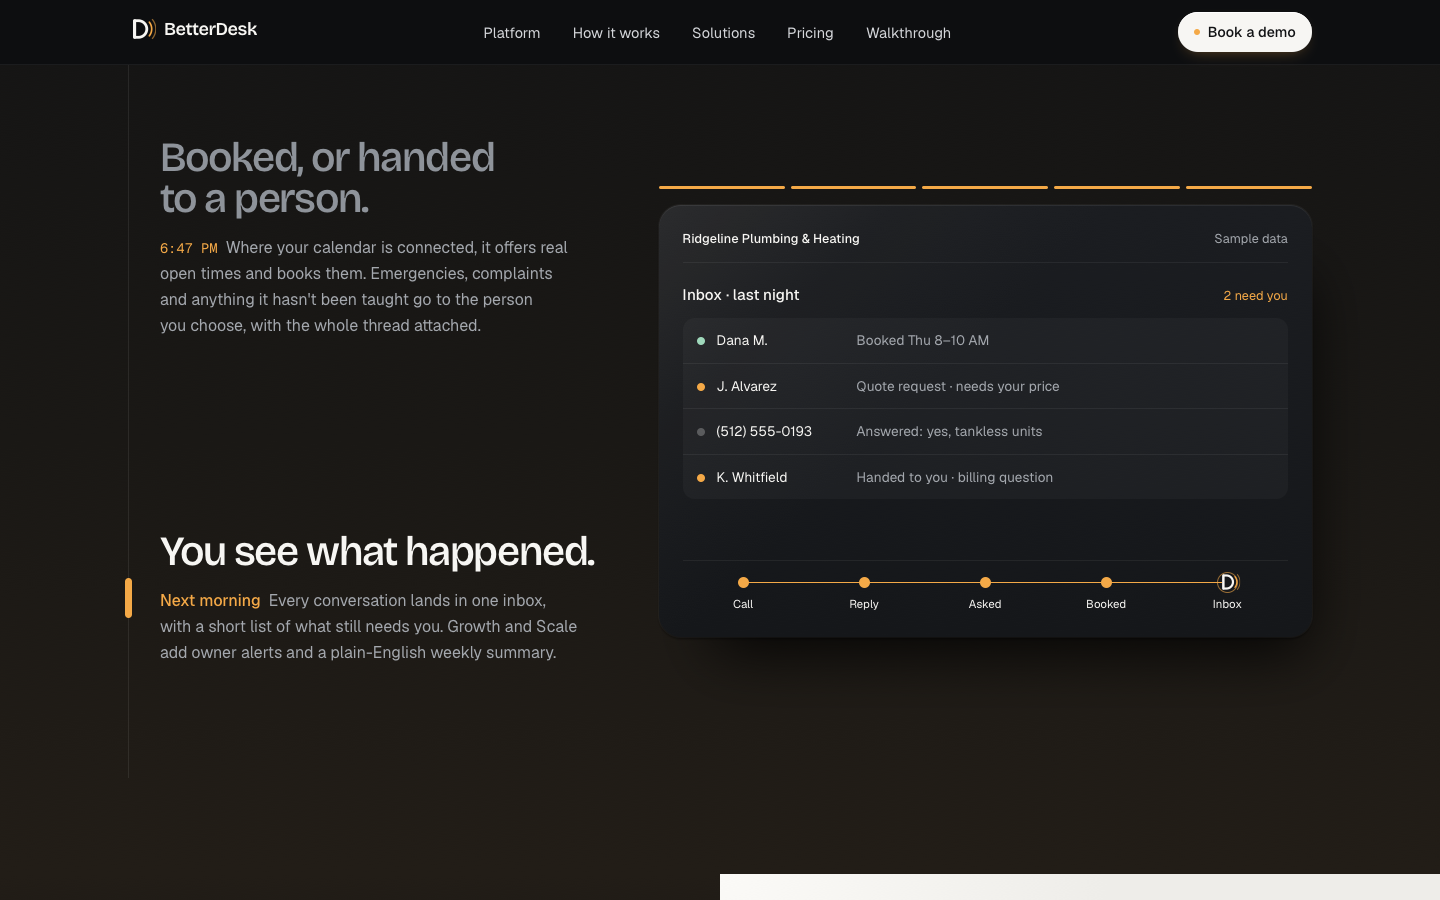 BetterDesk
Platform
How it works
Solutions
Pricing
Walkthrough
Book a demo
Booked, or handed
to a person.
6:47 PM Where your calendar is connected, it offers real
open times and books them. Emergencies, complaints
and anything it hasn't been taught go to the person
you choose, with the whole thread attached.
You see what happened.
Next morning Every conversation lands in one inbox,
with a short list of what still needs you. Growth and Scale
add owner alerts and a plain-English weekly summary.
Ridgeline Plumbing & Heating
Sample data
Inbox · last night
2 need you
Dana M.
Booked Thu 8–10 AM
J. Alvarez
Quote request · needs your price
(512) 555-0193
Answered: yes, tankless units
K. Whitfield
Handed to you · billing question
Call
Reply
Asked
Booked
Inbox